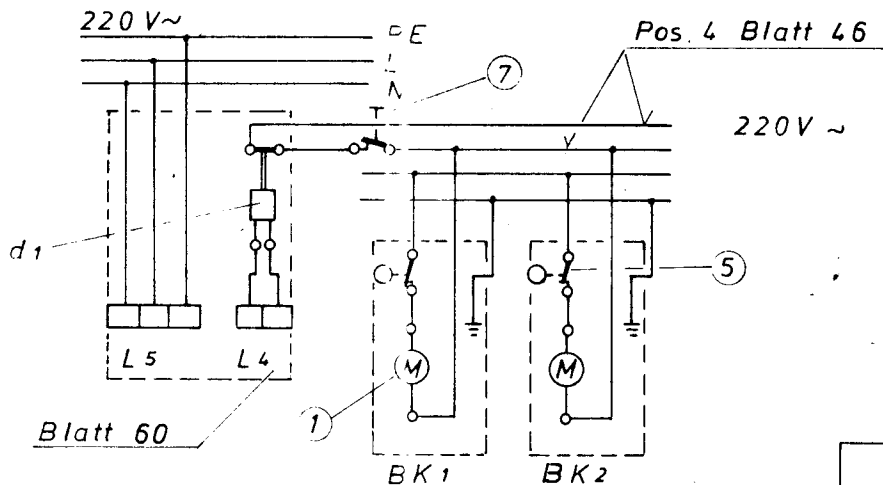 220 V~
PE
L
N
7
Pos. 4 Blatt 46
220V ~
d1
5
L5
L4
M
M
1
Blatt 60
BK1
BK2